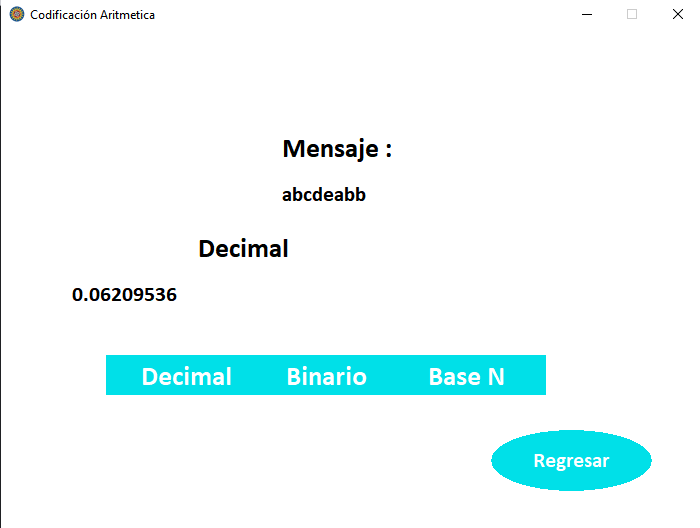 Codificación Aritmetica
Mensaje :
abcdeabb
Decimal
0.06209536
Decimal Binario Base N
Regresar